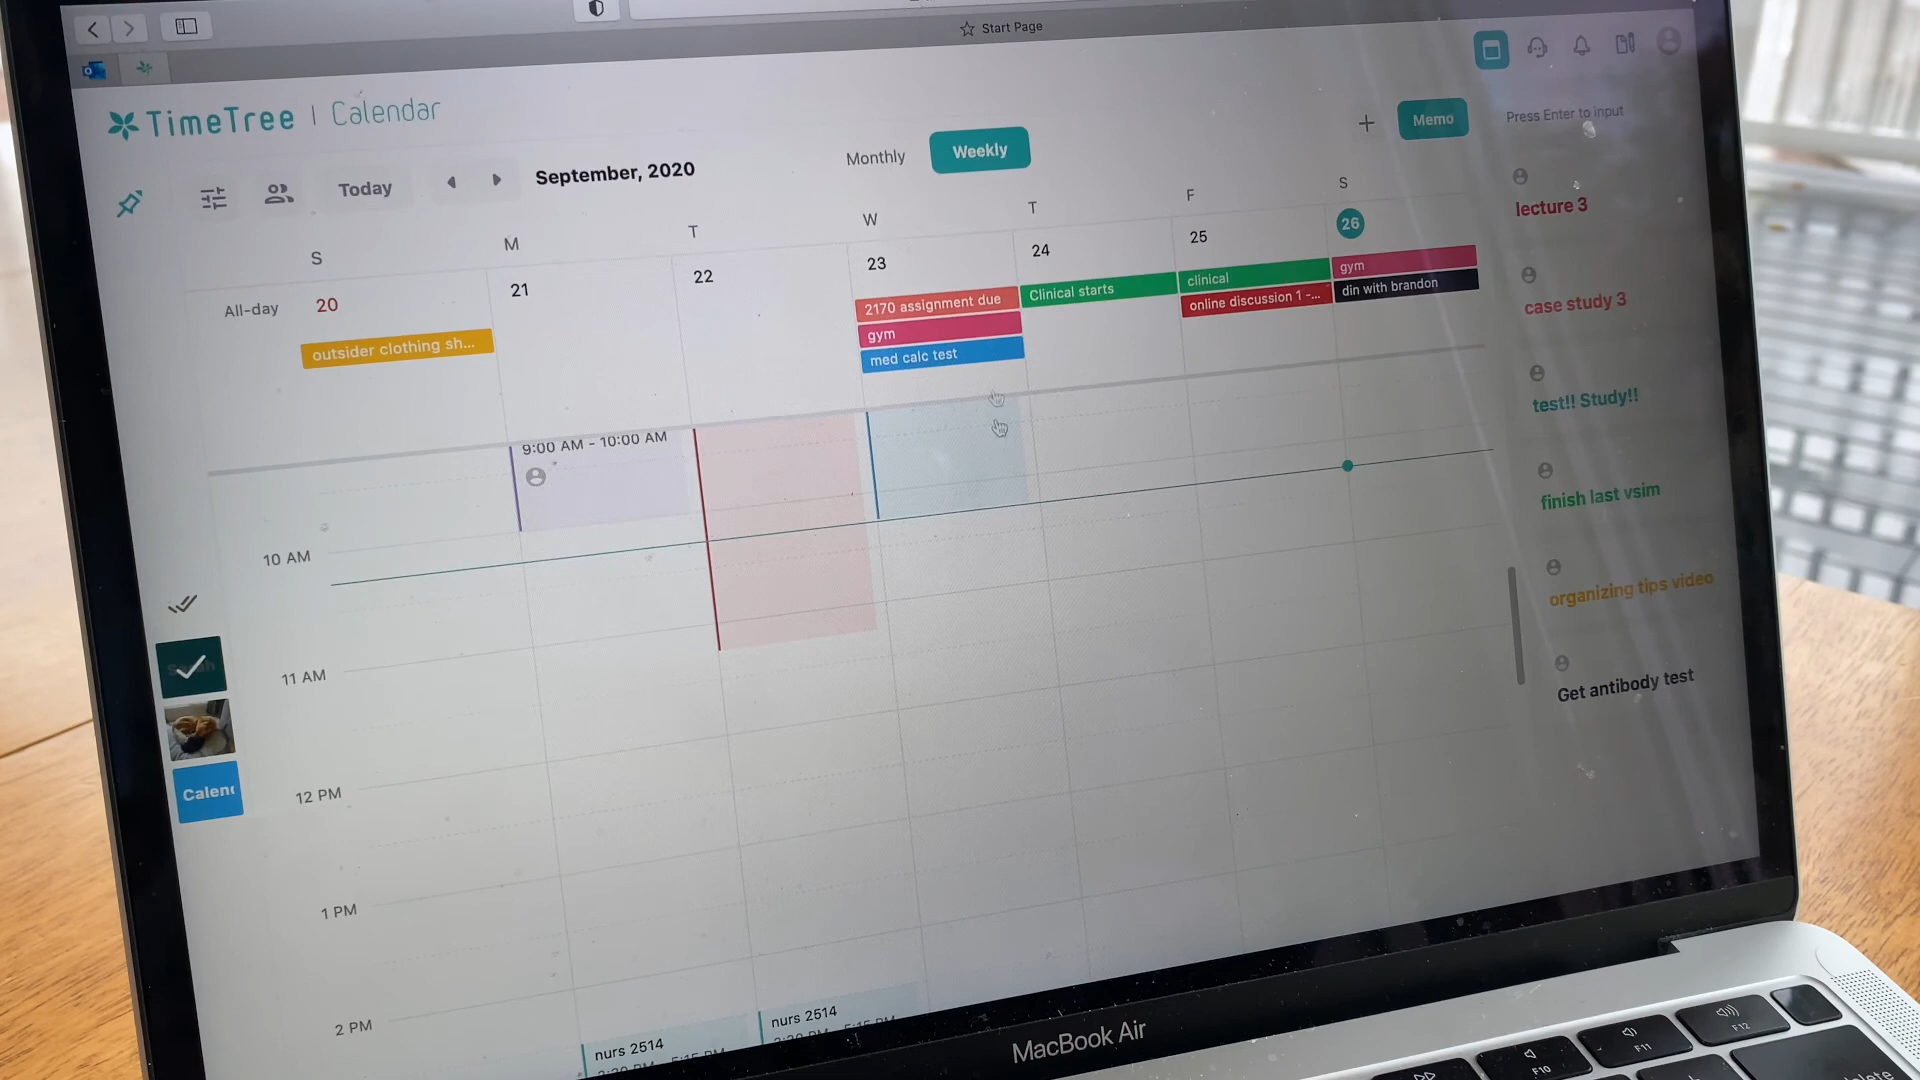 Start Page
TimeTree | Calendar
Today
September, 2020
Monthly
Weekly
+
Memo
Press Enter to input
S
M
T
W
T
F
S
All-day
20
21
22
23
24
25
26
outsider clothing sh...
2170 assignment due
gym
med calc test
Clinical starts
clinical
online discussion 1 -...
gym
din with brandon
9:00 AM - 10:00 AM
10 AM
11 AM
12 PM
1 PM
2 PM
nurs 2514
nurs 2514
Calen
lecture 3
case study 3
test!! Study!!
finish last vsim
organizing tips video
Get antibody test
MacBook Air
F10
F11
F12